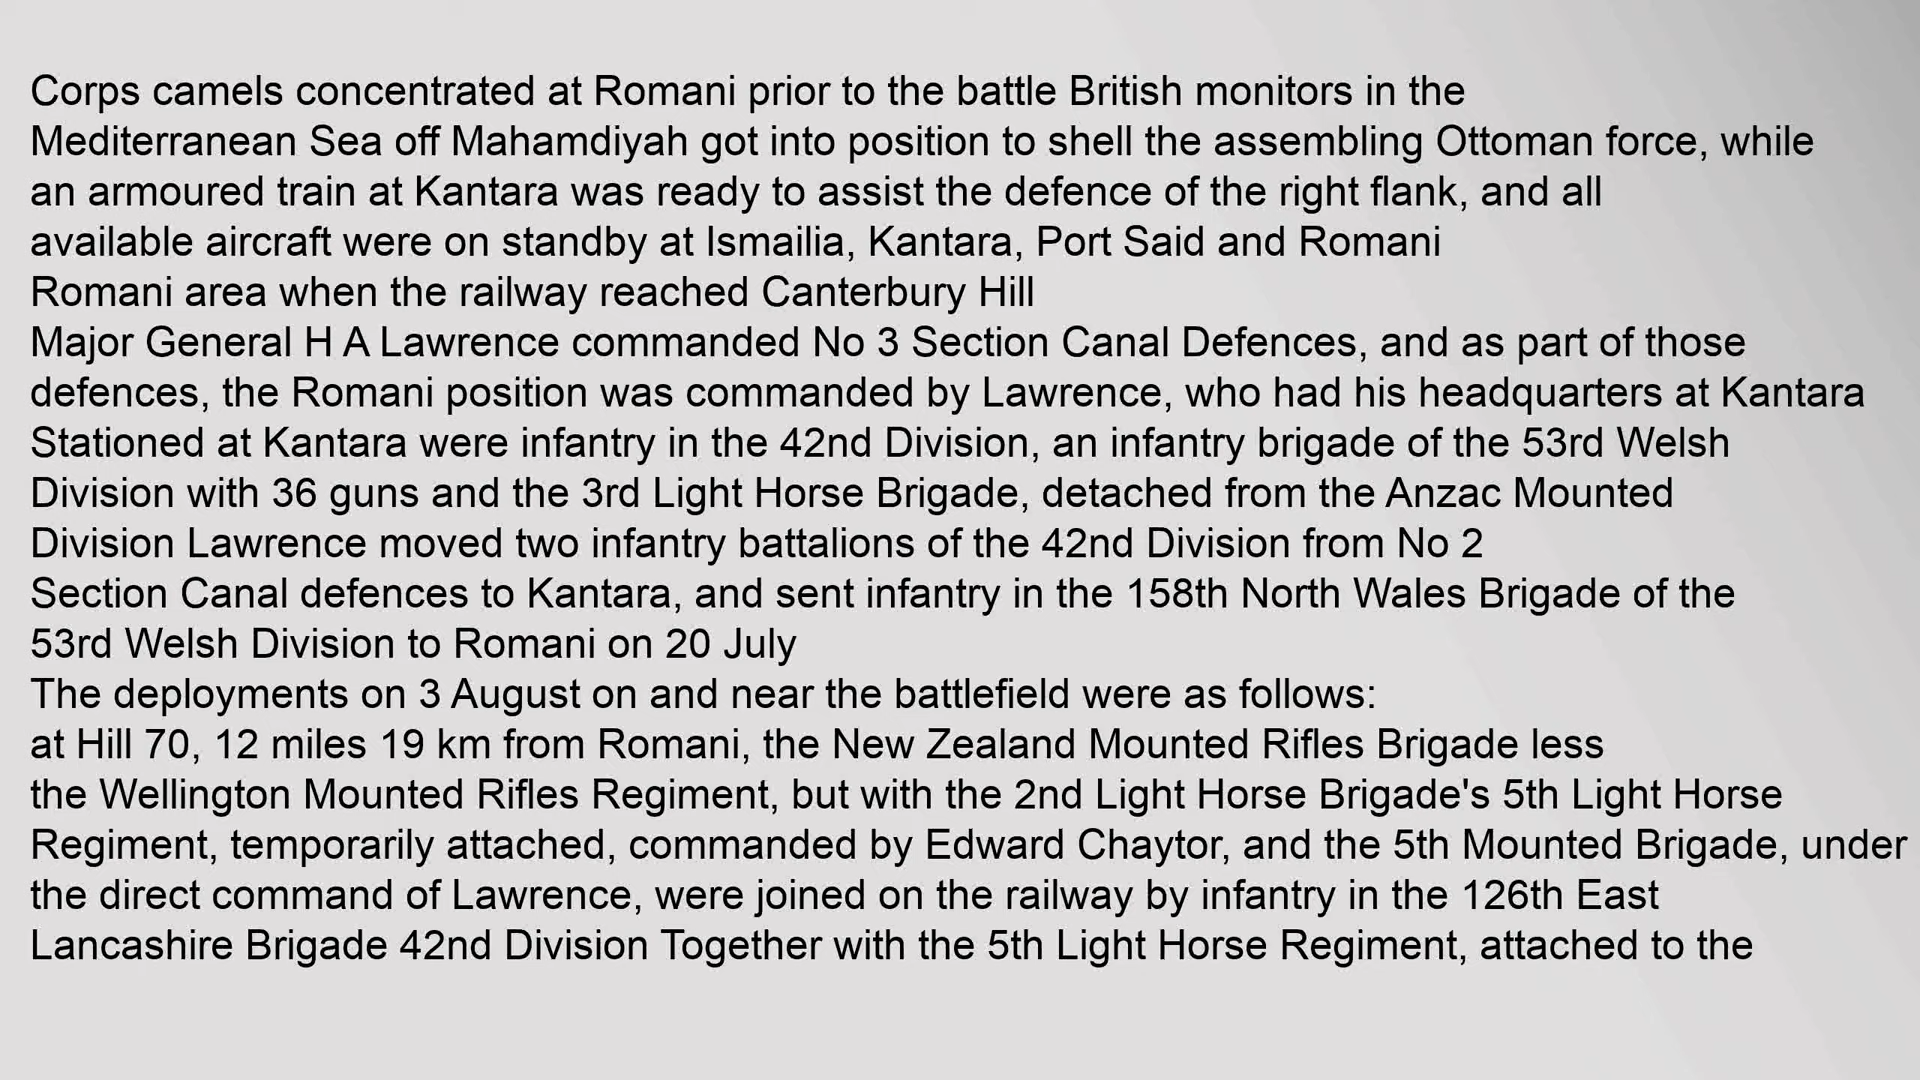 Corps camels concentrated at Romani prior to the battle British monitors in the
Mediterranean Sea off Mahamdiyah got into position to shell the assembling Ottoman force, while
an armoured train at Kantara was ready to assist the defence of the right flank, and all
available aircraft were on standby at Ismailia, Kantara, Port Said and Romani
Romani area when the railway reached Canterbury Hill
Major General H A Lawrence commanded No 3 Section Canal Defences, and as part of those
defences, the Romani position was commanded by Lawrence, who had his headquarters at Kantara
Stationed at Kantara were infantry in the 42nd Division, an infantry brigade of the 53rd Welsh
Division with 36 guns and the 3rd Light Horse Brigade, detached from the Anzac Mounted
Division Lawrence moved two infantry battalions of the 42nd Division from No 2
Section Canal defences to Kantara, and sent infantry in the 158th North Wales Brigade of the
53rd Welsh Division to Romani on 20 July
The deployments on 3 August on and near the battlefield were as follows:
at Hill 70, 12 miles 19 km from Romani, the New Zealand Mounted Rifles Brigade less
the Wellington Mounted Rifles Regiment, but with the 2nd Light Horse Brigade's 5th Light Horse
Regiment, temporarily attached, commanded by Edward Chaytor, and the 5th Mounted Brigade, under
the direct command of Lawrence, were joined on the railway by infantry in the 126th East
Lancashire Brigade 42nd Division Together with the 5th Light Horse Regiment, attached to the